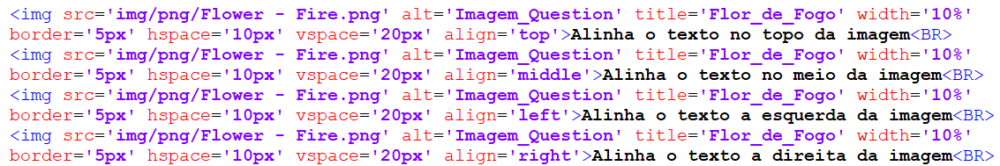 <img src='img/png/Flower - Fire.png' alt='Imagem_Question' title='Flor_de_Fogo' width='10%'
border='5px' hspace='10px' vspace='20px' align='top'>Alinha o texto no topo da imagem<BR>
<img src='img/png/Flower - Fire.png' alt='Imagem_Question' title='Flor_de_Fogo' width='10%'
border='5px' hspace='10px' vspace='20px' align='middle'>Alinha o texto no meio da imagem<BR>
<img src='img/png/Flower - Fire.png' alt='Imagem_Question' title='Flor_de_Fogo' width='10%'
border='5px' hspace='10px' vspace='20px' align='left'>Alinha o texto a esquerda da imagem<BR>
<img src='img/png/Flower - Fire.png' alt='Imagem_Question' title='Flor_de_Fogo' width='10%'
border='5px' hspace='10px' vspace='20px' align='right'>Alinha o texto a direita da imagem<BR>